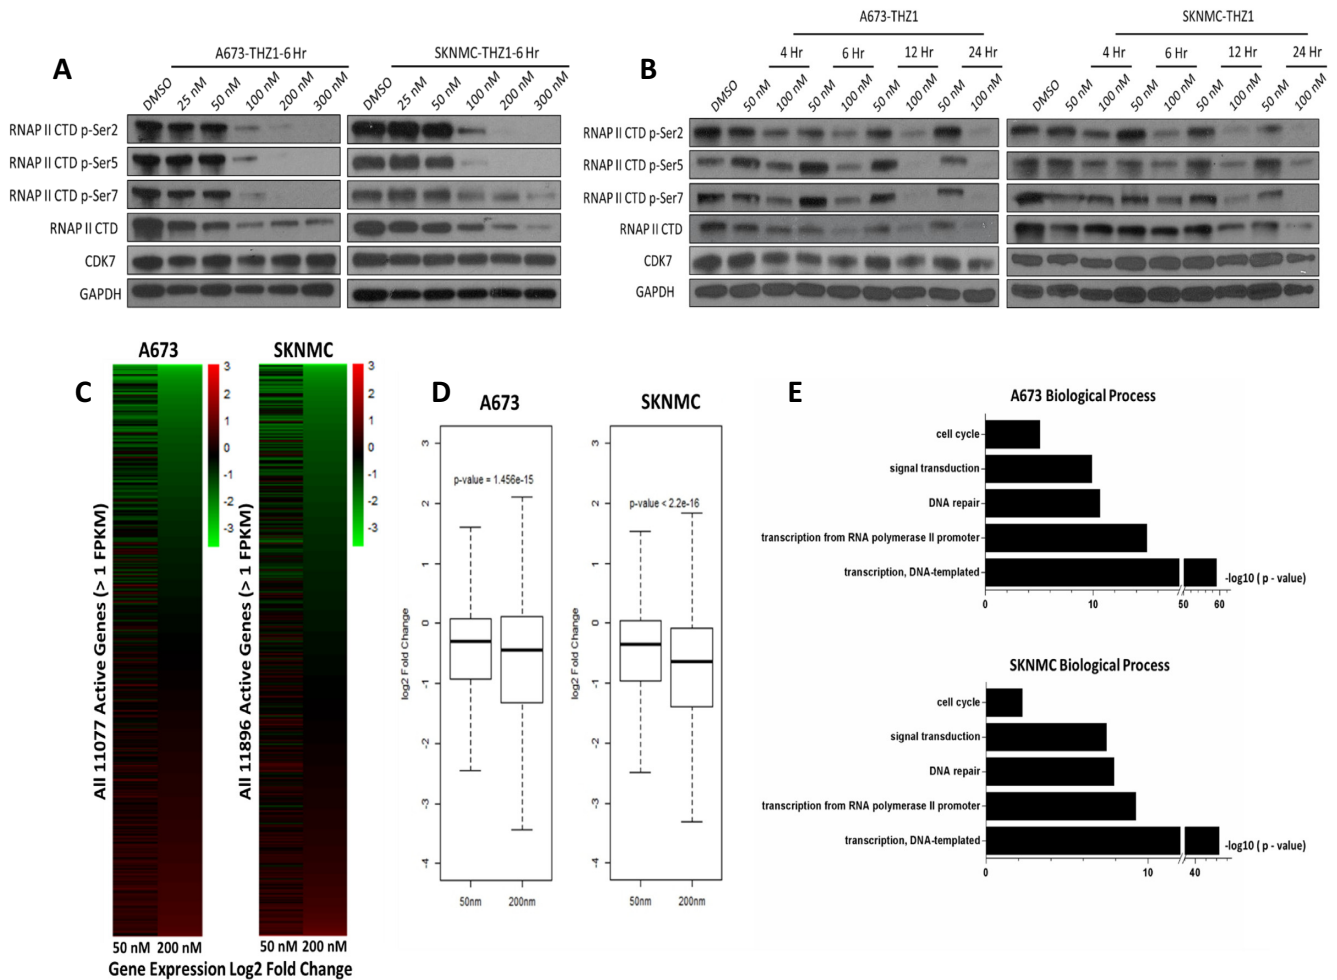 A
A673-THZ1-6 Hr
SKNMC-THZ1-6 Hr
DMSO
25 nM
50 nM
100 nM
200 nM
300 nM
DMSO
25 nM
50 nM
100 nM
200 nM
300 nM
RNAP II CTD p-Ser2
RNAP II CTD p-Ser5
RNAP II CTD p-Ser7
RNAP II CTD
CDK7
GAPDH
B
A673-THZ1
SKNMC-THZ1
4 Hr
6 Hr
12 Hr
24 Hr
4 Hr
6 Hr
12 Hr
24 Hr
DMSO
50 nM
100 nM
50 nM
100 nM
50 nM
100 nM
50 nM
100 nM
DMSO
50 nM
100 nM
50 nM
100 nM
50 nM
100 nM
50 nM
100 nM
RNAP II CTD p-Ser2
RNAP II CTD p-Ser5
RNAP II CTD p-Ser7
RNAP II CTD
CDK7
GAPDH
C
A673
SKNMC
All 11077 Active Genes (> 1 FPKM)
3
2
1
0
-1
-2
-3
All 11896 Active Genes (> 1 FPKM)
3
2
1
0
-1
-2
-3
50 nM 200 nM
50 nM 200 nM
Gene Expression Log2 Fold Change
D
A673
SKNMC
log2 Fold Change
3
2
1
0
-1
-2
-3
-4
p-value = 1.456e-15
50nm
200nm
log2 Fold Change
3
2
1
0
-1
-2
-3
-4
p-value < 2.2e-16
50nm
200nm
E
A673 Biological Process
cell cycle
signal transduction
DNA repair
transcription from RNA polymerase II promoter
transcription, DNA-templated
-log10 ( p - value)
0
10
50
60
SKNMC Biological Process
cell cycle
signal transduction
DNA repair
transcription from RNA polymerase II promoter
transcription, DNA-templated
-log10 ( p - value)
0
10
40